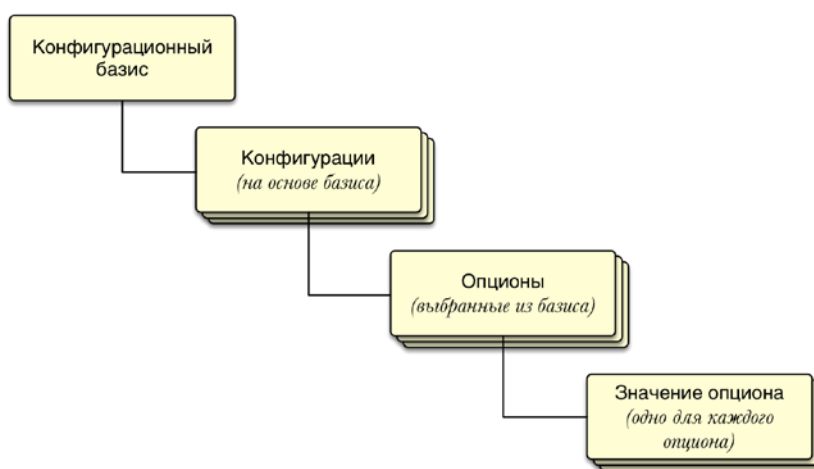 Конфигурационный
базис
Конфигурации
(на основе базиса)
Опционы
(выбранные из базиса)
Значение опциона
(одно для каждого
опциона)